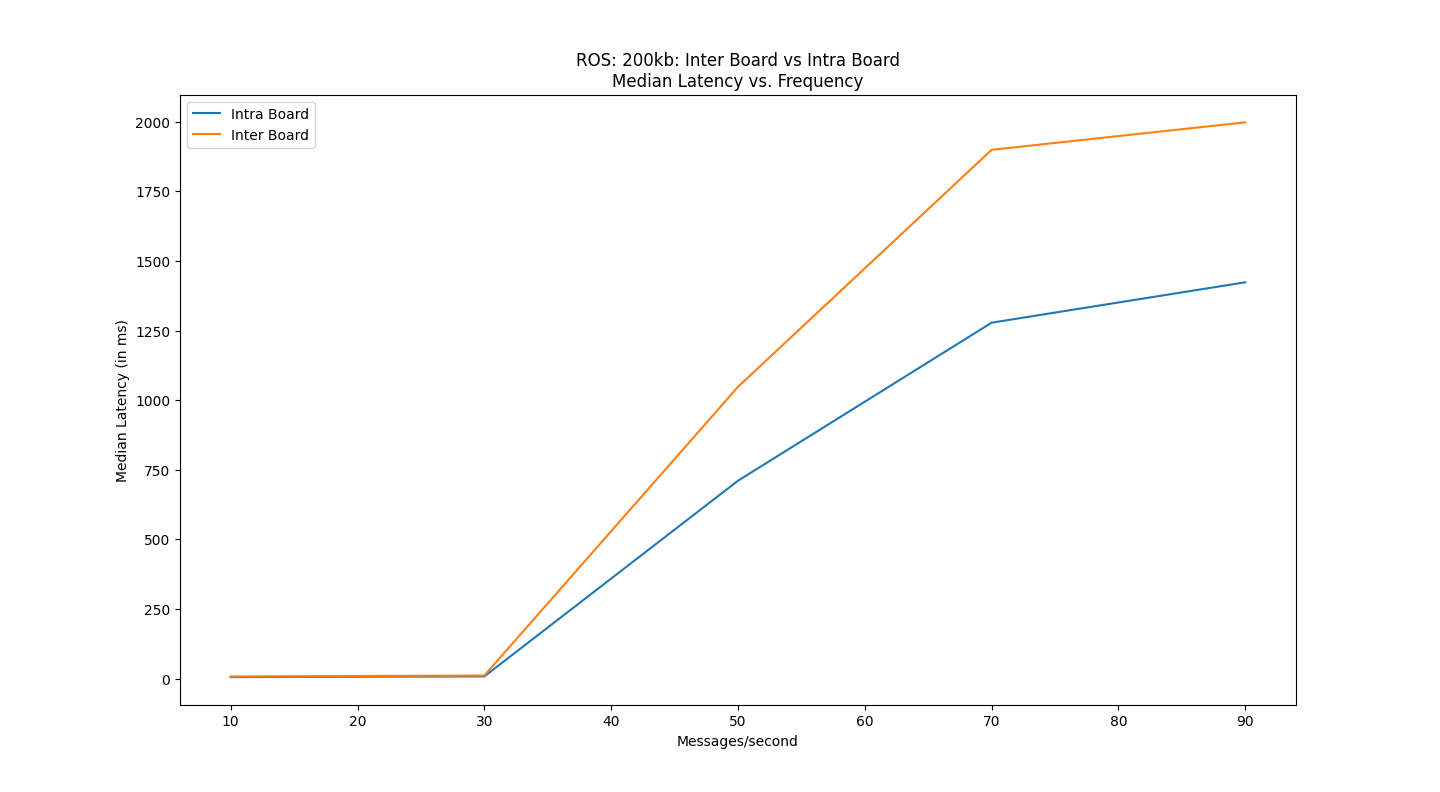 ROS: 200kb: Inter Board vs Intra Board
Median Latency vs. Frequency
Intra Board
Inter Board
Median Latency (in ms)
2000
1750
1500
1250
1000
750
500
250
0
10 20 30 40 50 60 70 80 90
Messages/second